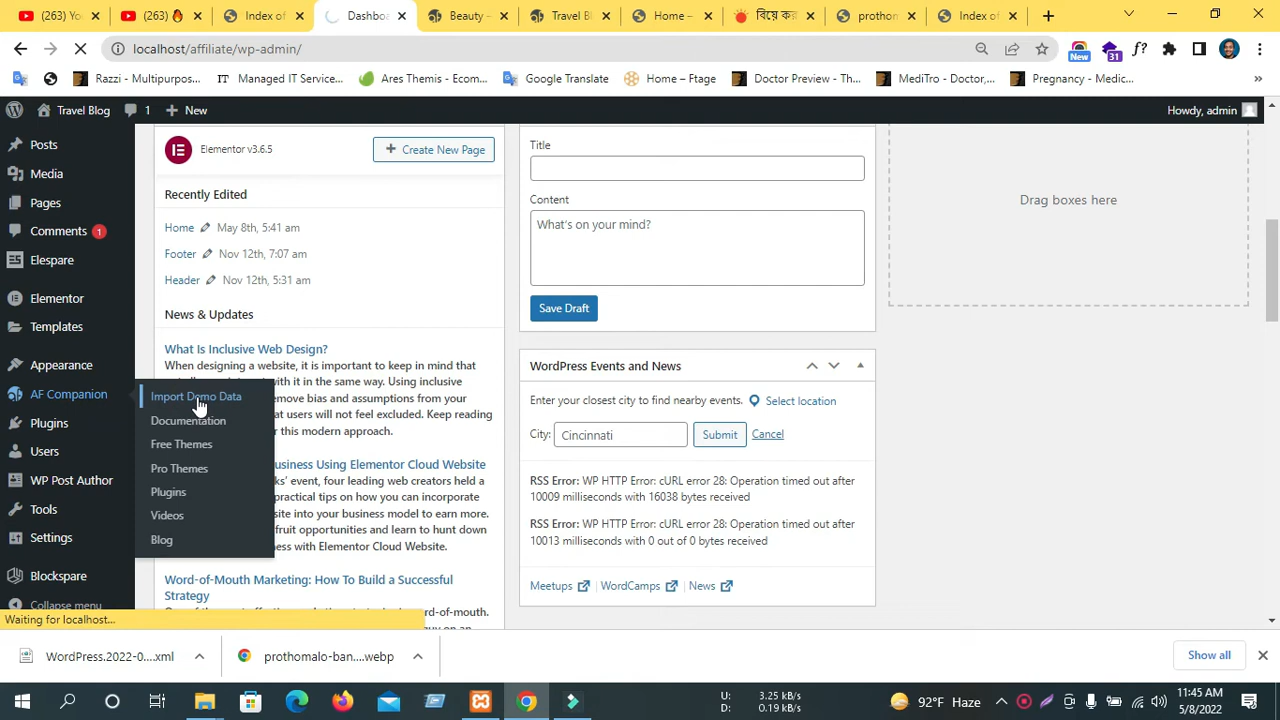 (263) Yo
(263)
Index of
Dashboa
Beauty –
Travel Blo
Home –
বিয়ে কর
prothom
Index of
localhost/affiliate/wp-admin/
New
31
f?
Razzi - Multipurpos...
IT Managed IT Service...
Ares Themis - Ecom...
Google Translate
Home – Ftage
Doctor Preview - Th...
MediTro - Doctor,...
Pregnancy - Medic...
»
Travel Blog
1
+ New
Howdy, admin
Posts
Media
Pages
Comments 1
Elespare
Elementor
Templates
Appearance
AF Companion
Plugins
Users
WP Post Author
Tools
Settings
Blockspare
Collapse menu
Import Demo Data
Documentation
Free Themes
Pro Themes
Plugins
Videos
Blog
Elementor v3.6.5
+ Create New Page
Recently Edited
Home May 8th, 5:41 am
Footer Nov 12th, 7:07 am
Header Nov 12th, 5:31 am
News & Updates
What Is Inclusive Web Design?
When designing a website, it is important to keep in mind that
with it in the same way. Using inclusive
emove bias and assumptions from your
at users will not feel excluded. Keep reading
r this modern approach.
usiness Using Elementor Cloud Website
ks' event, four leading web creators held a
practical tips on how you can incorporate
site into your business model to earn more.
fruit opportunities and learn to hunt down
ness with Elementor Cloud Website.
Word-of-Mouth Marketing: How To Build a Successful
Strategy
rd-of-mouth.
Title
Content
What's on your mind?
Save Draft
WordPress Events and News
Enter your closest city to find nearby events. Select location
City: Cincinnati Submit Cancel
RSS Error: WP HTTP Error: cURL error 28: Operation timed out after
10009 milliseconds with 16038 bytes received
RSS Error: WP HTTP Error: cURL error 28: Operation timed out after
10013 milliseconds with 0 out of 0 bytes received
Meetups | WordCamps | News
Drag boxes here
Waiting for localhost...
WordPress.2022-0....xml
prothomalo-ban....webp
Show all
U: 3.25 kB/s
D: 0.19 kB/s
92°F Haze
11:45 AM
5/8/2022